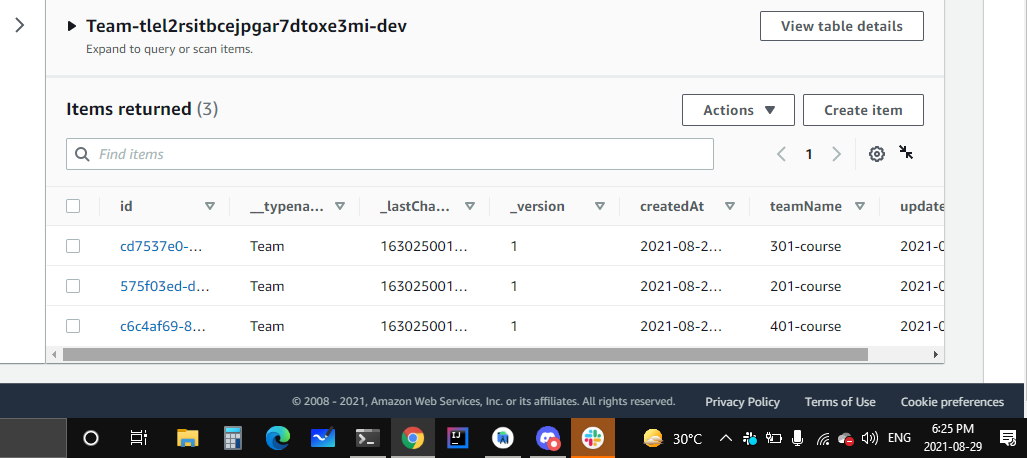 Team-tlel2rsitbcejpgar7dtoxe3mi-dev
View table details
Expand to query or scan items.
Items returned (3)
Actions
Create item
Find items
1
id __typena... _lastCha... _version createdAt teamName update
cd7537e0-... Team 163025001... 1 2021-08-2... 301-course 2021-0
575f03ed-d... Team 163025001... 1 2021-08-2... 201-course 2021-0
c6c4af69-8... Team 163025001... 1 2021-08-2... 401-course 2021-0
© 2008 - 2021, Amazon Web Services, Inc. or its affiliates. All rights reserved. Privacy Policy Terms of Use Cookie preferences
30°C ENG 6:25 PM
2021-08-29